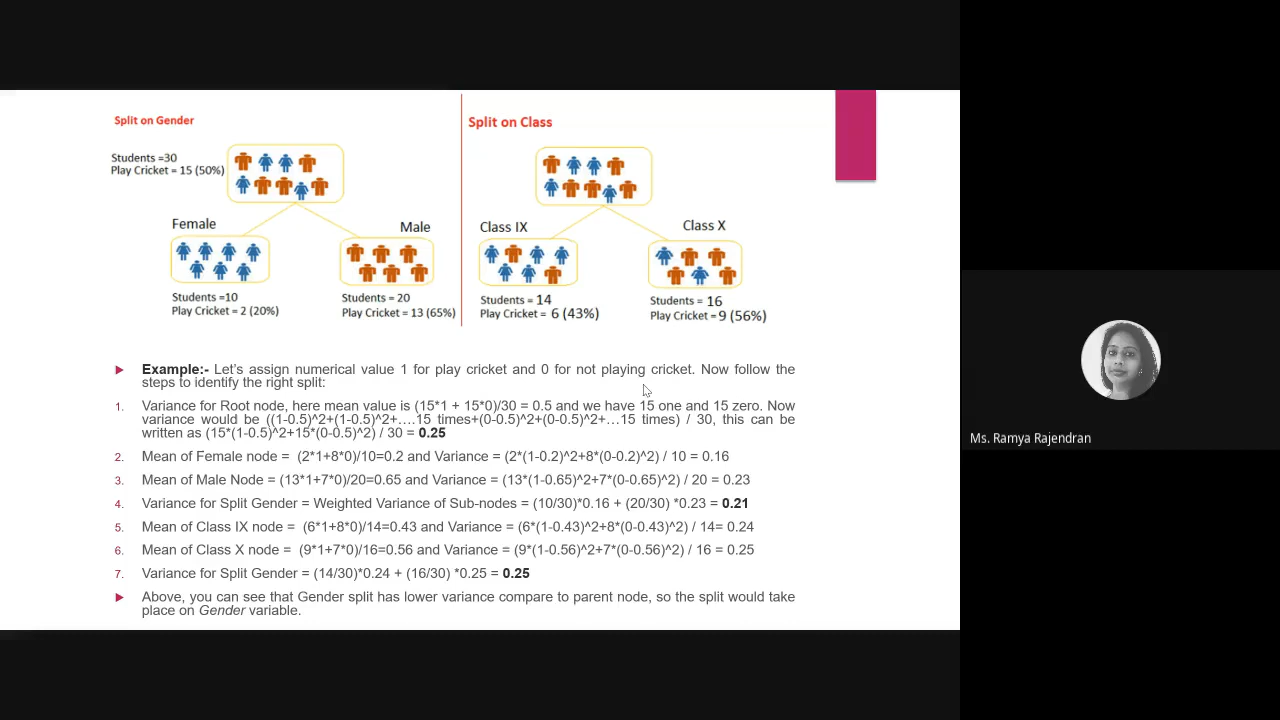 Split on Gender
Students =30
Play Cricket = 15 (50%)
Female
Male
Students =10
Play Cricket = 2 (20%)
Students = 20
Play Cricket = 13 (65%)
Split on Class
Class IX
Class X
Students = 14
Play Cricket = 6 (43%)
Students = 16
Play Cricket = 9 (56%)
Example:- Let's assign numerical value 1 for play cricket and 0 for not playing cricket. Now follow the
steps to identify the right split:
1. Variance for Root node, here mean value is (15*1 + 15*0)/30 = 0.5 and we have 15 one and 15 zero. Now
variance would be ((1-0.5)^2+(1-0.5)^2+….15 times+(0-0.5)^2+(0-0.5)^2+…15 times) / 30, this can be
written as (15*(1-0.5)^2+15*(0-0.5)^2) / 30 = 0.25
2. Mean of Female node = (2*1+8*0)/10=0.2 and Variance = (2*(1-0.2)^2+8*(0-0.2)^2) / 10 = 0.16
3. Mean of Male Node = (13*1+7*0)/20=0.65 and Variance = (13*(1-0.65)^2+7*(0-0.65)^2) / 20 = 0.23
4. Variance for Split Gender = Weighted Variance of Sub-nodes = (10/30)*0.16 + (20/30) *0.23 = 0.21
5. Mean of Class IX node = (6*1+8*0)/14=0.43 and Variance = (6*(1-0.43)^2+8*(0-0.43)^2) / 14= 0.24
6. Mean of Class X node = (9*1+7*0)/16=0.56 and Variance = (9*(1-0.56)^2+7*(0-0.56)^2) / 16 = 0.25
7. Variance for Split Gender = (14/30)*0.24 + (16/30) *0.25 = 0.25
Above, you can see that Gender split has lower variance compare to parent node, so the split would take
place on Gender variable.
Ms. Ramya Rajendran